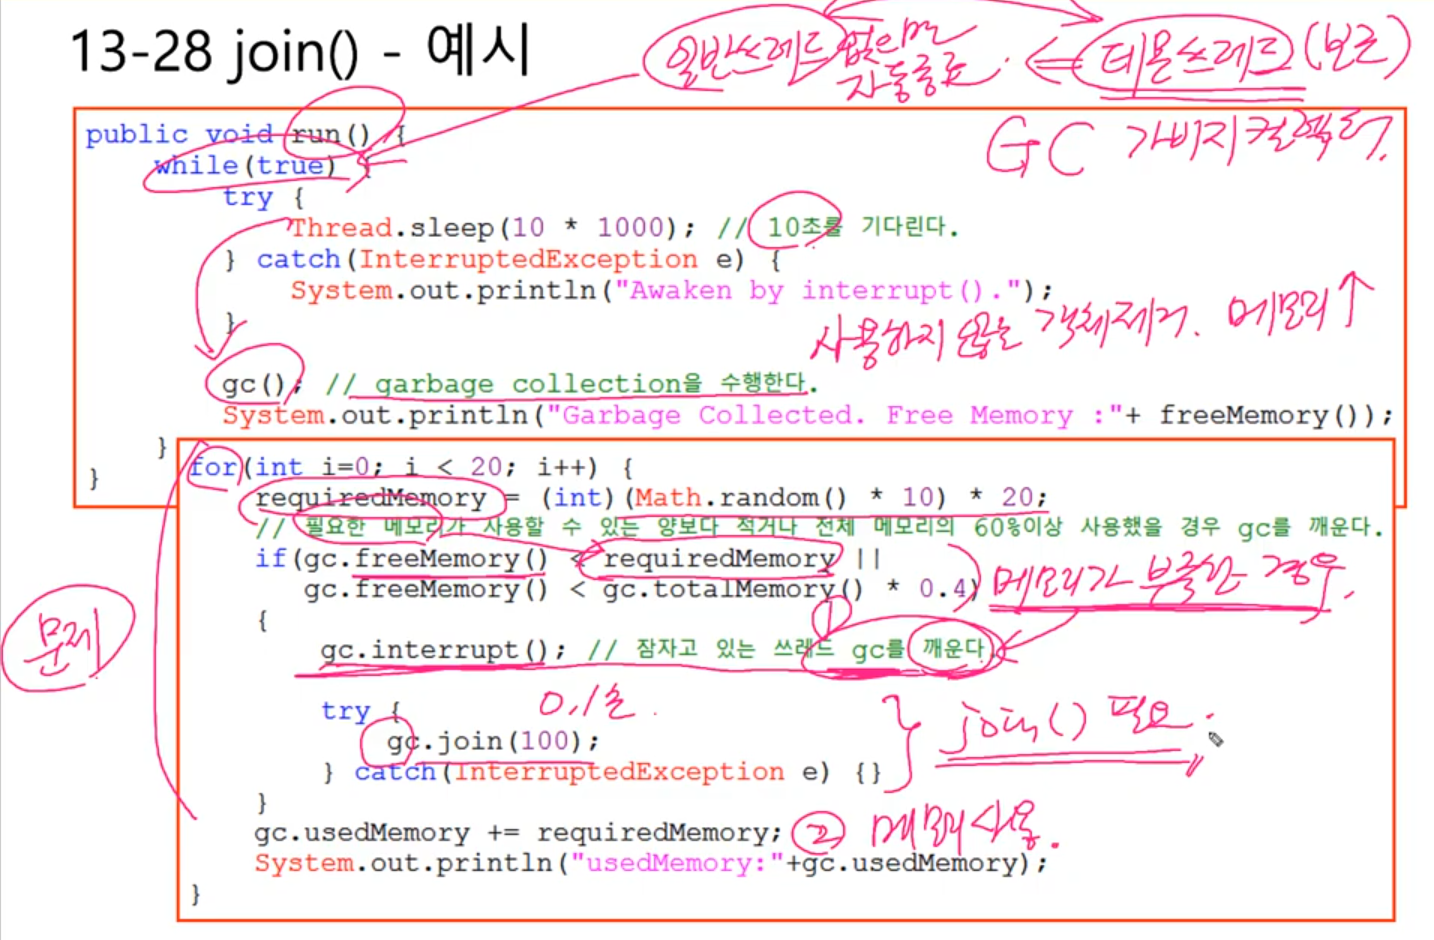 13-28 join() - 예시
일반쓰레드 없으면 자동종료. ⇐ 데몬쓰레드 (보조)
GC 가비지컬렉터.
public void run() {
while(true) {
try {
Thread.sleep(10 * 1000); // 10초를 기다린다.
} catch(InterruptedException e) {
System.out.println("Awaken by interrupt().");
}
사용하지 않는 객체제거. 메모리↑
gc(); // garbage collection을 수행한다.
System.out.println("Garbage Collected. Free Memory :"+ freeMemory());
}
}
for(int i=0; i < 20; i++) {
requiredMemory = (int)(Math.random() * 10) * 20;
// 필요한 메모리가 사용할 수 있는 양보다 적거나 전체 메모리의 60%이상 사용했을 경우 gc를 깨운다.
if(gc.freeMemory() < requiredMemory ||
gc.freeMemory() < gc.totalMemory() * 0.4)
메모리가 부족한 경우.
{
문제
①
gc.interrupt(); // 잠자고 있는 쓰레드 gc를 깨운다.
0.1초.
try {
gc.join(100);
} join() 필요.
} catch(InterruptedException e) {}
}
gc.usedMemory += requiredMemory; ② 메모리사용.
System.out.println("usedMemory:"+gc.usedMemory);
}